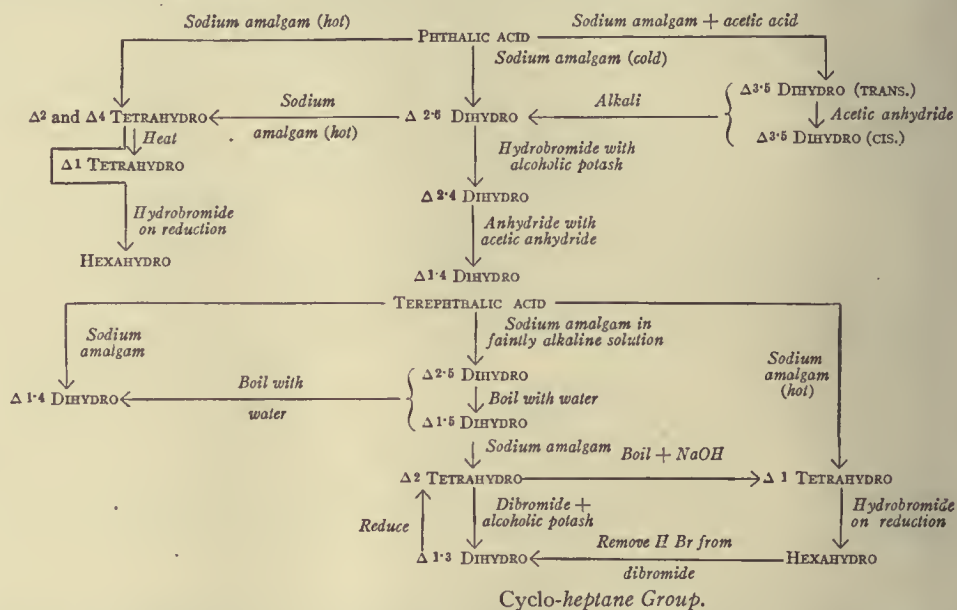 Sodium amalgam (hot)
Sodium amalgam + acetic acid
PHTHALIC ACID
Sodium amalgam (cold)
Δ3·5 DIHYDRO (TRANS.)
Δ2 and Δ4 TETRAHYDRO
Sodium
amalgam (hot)
Δ 2·6 DIHYDRO
Alkali
Acetic anhydride
Δ3·5 DIHYDRO (CIS.)
Heat
Δ1 TETRAHYDRO
Hydrobromide with
alcoholic potash
Δ2·4 DIHYDRO
Hydrobromide
on reduction
Anhydride with
acetic anhydride
HEXAHYDRO
Δ1·4 DIHYDRO
TEREPHTHALIC ACID
Sodium
amalgam
Sodium amalgam in
faintly alkaline solution
Sodium
amalgam
(hot)
Δ2·5 DIHYDRO
Δ1·4 DIHYDRO
Boil with
water
Boil with water
Δ1·5 DIHYDRO
Sodium amalgam
Boil + NaOH
Δ2 TETRAHYDRO
Δ 1 TETRAHYDRO
Reduce
Dibromide +
alcoholic potash
Hydrobromide
on reduction
Δ1·3 DIHYDRO
Remove H Br from
dibromide
HEXAHYDRO
Cyclo-heptane Group.